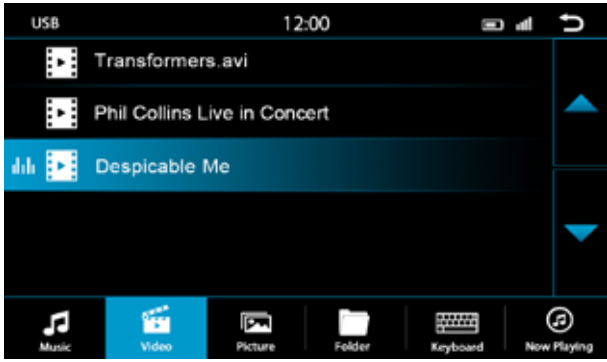 USB 12:00
Transformers.avi
Phil Collins Live in Concert
Despicable Me
Music Video Picture Folder Keyboard Now Playing